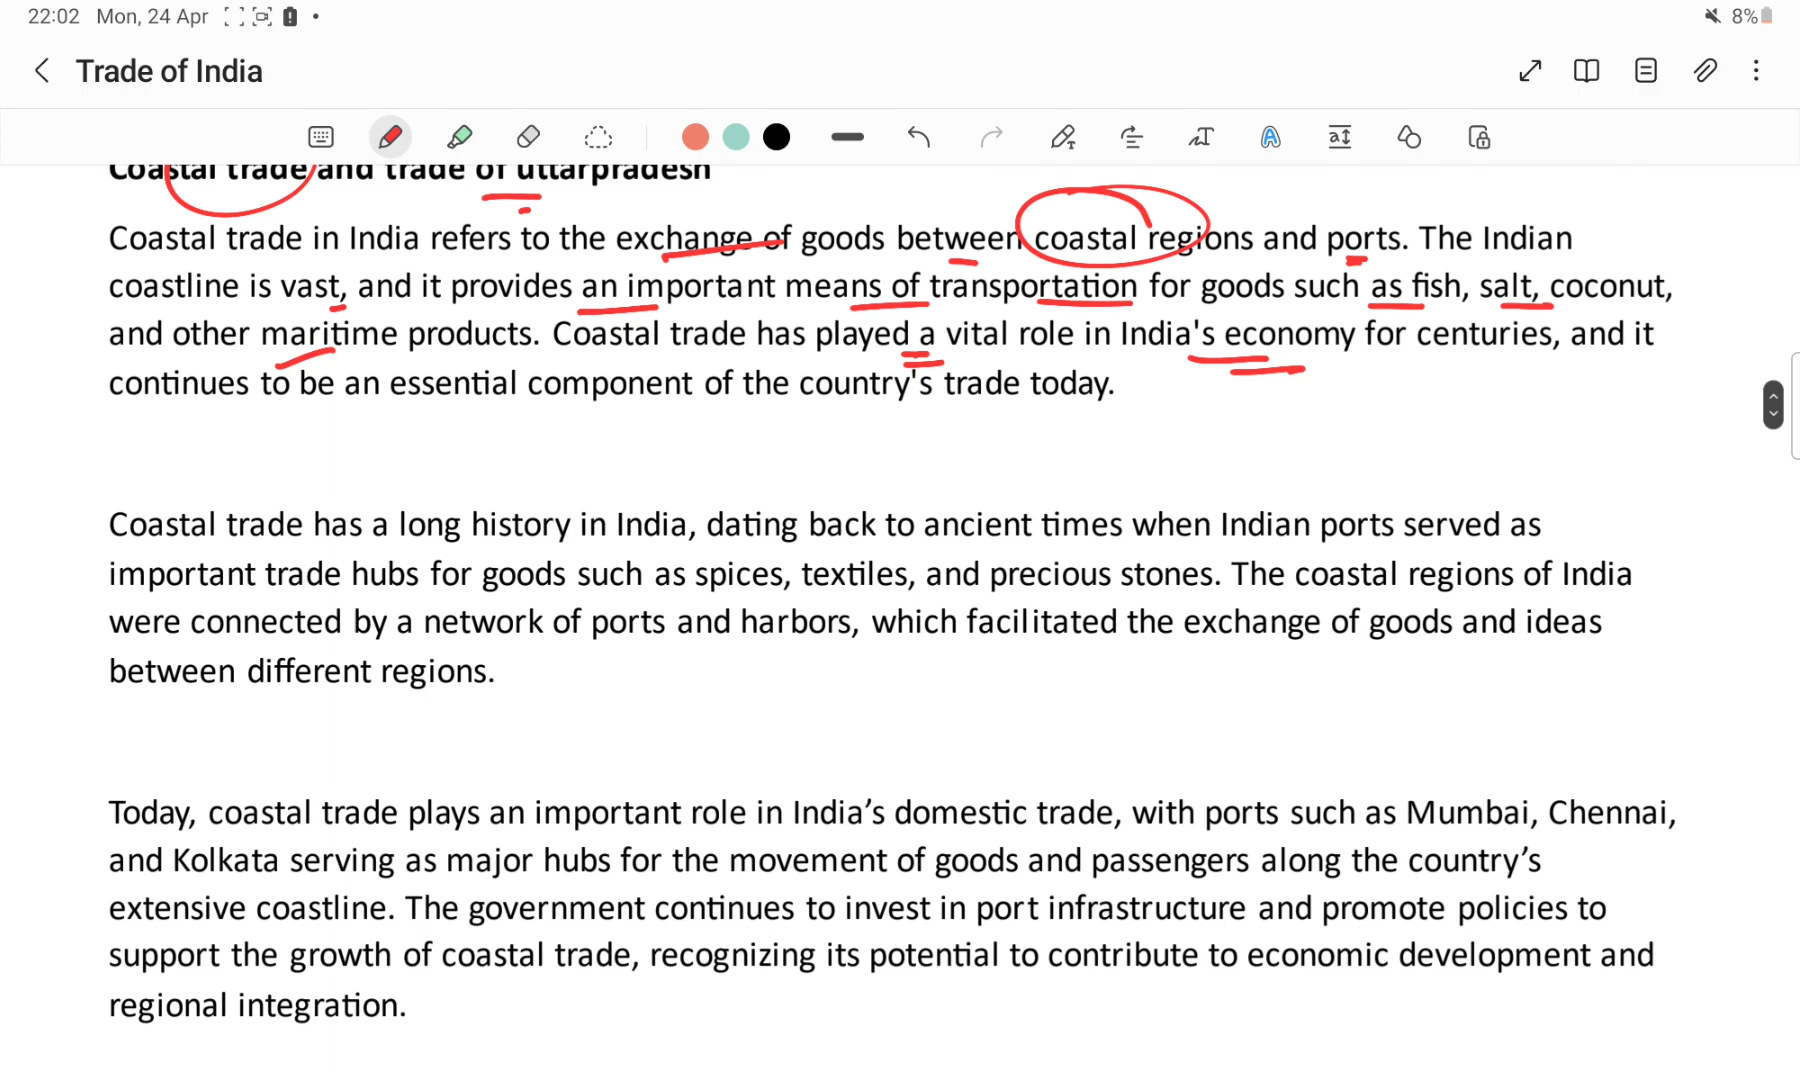 22:02 Mon, 24 Apr 8%
Trade of India
Coastal trade and trade of uttarpradesh
Coastal trade in India refers to the exchange of goods between coastal regions and ports. The Indian
coastline is vast, and it provides an important means of transportation for goods such as fish, salt, coconut,
and other maritime products. Coastal trade has played a vital role in India's economy for centuries, and it
continues to be an essential component of the country's trade today.
Coastal trade has a long history in India, dating back to ancient times when Indian ports served as
important trade hubs for goods such as spices, textiles, and precious stones. The coastal regions of India
were connected by a network of ports and harbors, which facilitated the exchange of goods and ideas
between different regions.
Today, coastal trade plays an important role in India’s domestic trade, with ports such as Mumbai, Chennai,
and Kolkata serving as major hubs for the movement of goods and passengers along the country’s
extensive coastline. The government continues to invest in port infrastructure and promote policies to
support the growth of coastal trade, recognizing its potential to contribute to economic development and
regional integration.